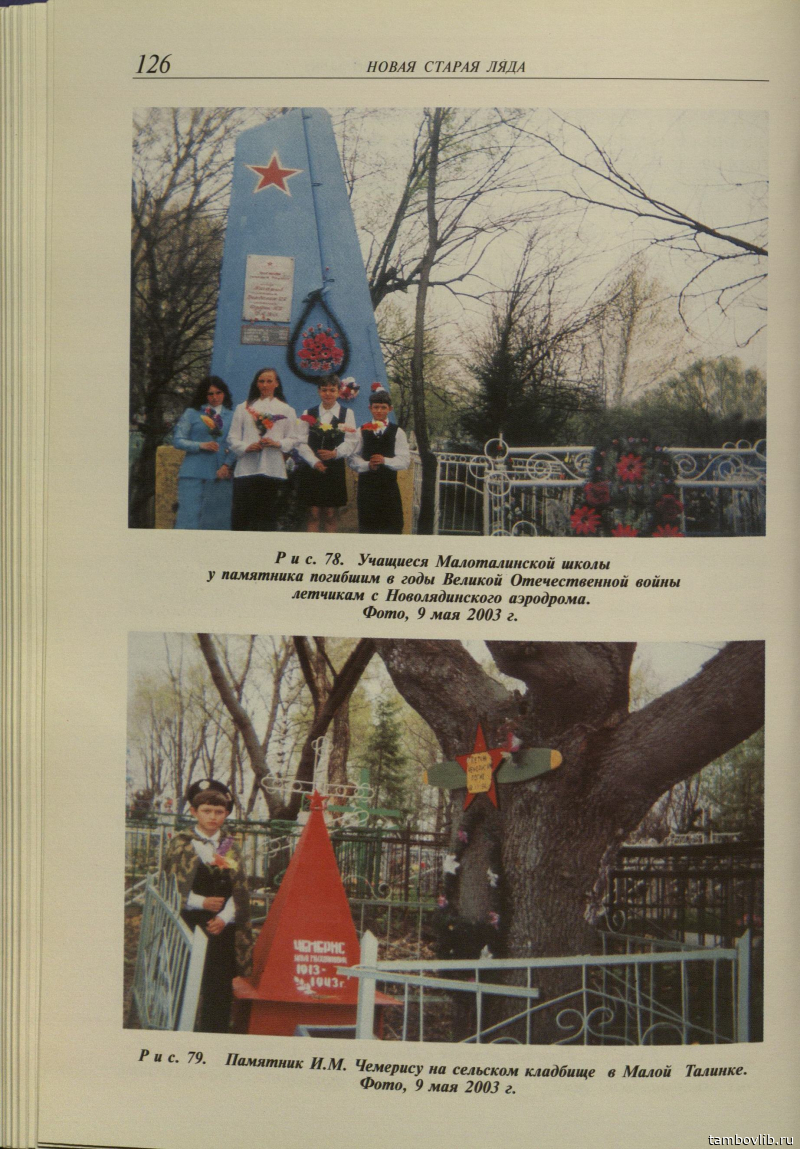 126
НОВАЯ СТАРАЯ ЛЯДА
Рис. 78. Учащиеся Малоталинской школы
у памятника погибшим в годы Великой Отечественной войны
летчикам с Новолядинского аэродрома.
Фото, 9 мая 2003 г.
ЧЕМЕРИС
1913-
1943г.
Рис. 79. Памятник И.М. Чемерису на сельском кладбище в Малой Талинке.
Фото, 9 мая 2003 г.
tambovlib.ru